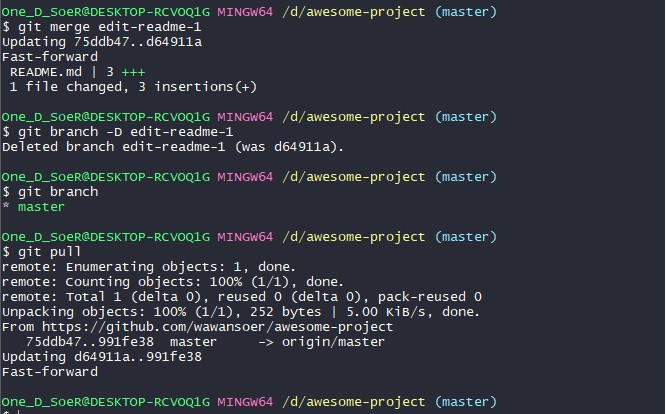 One_D_SoeR@DESKTOP-RCVOQ1G MINGW64 /d/awesome-project (master)
$ git merge edit-readme-1
Updating 75ddb47..d64911a
Fast-forward
 README.md | 3 +++
 1 file changed, 3 insertions(+)
One_D_SoeR@DESKTOP-RCVOQ1G MINGW64 /d/awesome-project (master)
$ git branch -D edit-readme-1
Deleted branch edit-readme-1 (was d64911a).
One_D_SoeR@DESKTOP-RCVOQ1G MINGW64 /d/awesome-project (master)
$ git branch
* master
One_D_SoeR@DESKTOP-RCVOQ1G MINGW64 /d/awesome-project (master)
$ git pull
remote: Enumerating objects: 1, done.
remote: Counting objects: 100% (1/1), done.
remote: Total 1 (delta 0), reused 0 (delta 0), pack-reused 0
Unpacking objects: 100% (1/1), 252 bytes | 5.00 KiB/s, done.
From https://github.com/wawansoer/awesome-project
   75ddb47..991fe38  master     -> origin/master
Updating d64911a..991fe38
Fast-forward
One_D_SoeR@DESKTOP-RCVOQ1G MINGW64 /d/awesome-project (master)
$